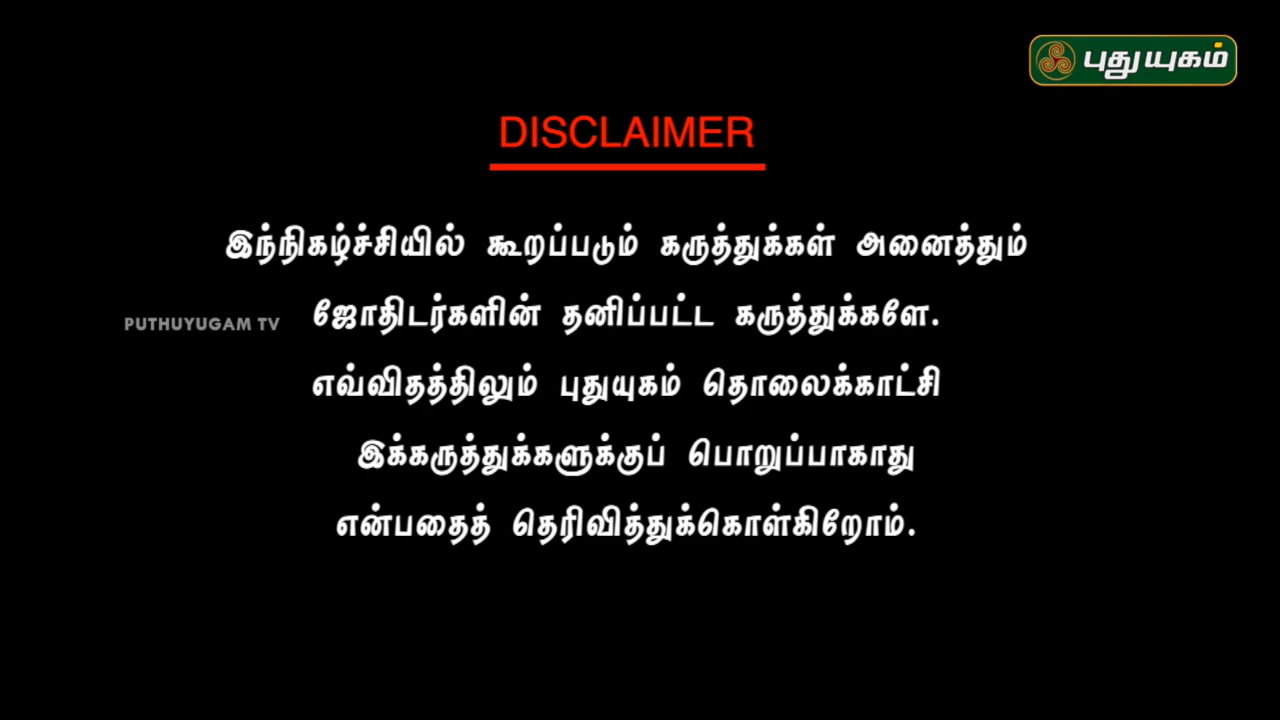 புதுயுகம்
DISCLAIMER
இந்நிகழ்ச்சியில் கூறப்படும் கருத்துக்கள் அனைத்தும்
PUTHUYUGAM TV
ஜோதிடர்களின் தனிப்பட்ட கருத்துக்களே.
எவ்விதத்திலும் புதுயுகம் தொலைக்காட்சி
இக்கருத்துக்களுக்குப் பொறுப்பாகாது
என்பதைத் தெரிவித்துக்கொள்கிறோம்.